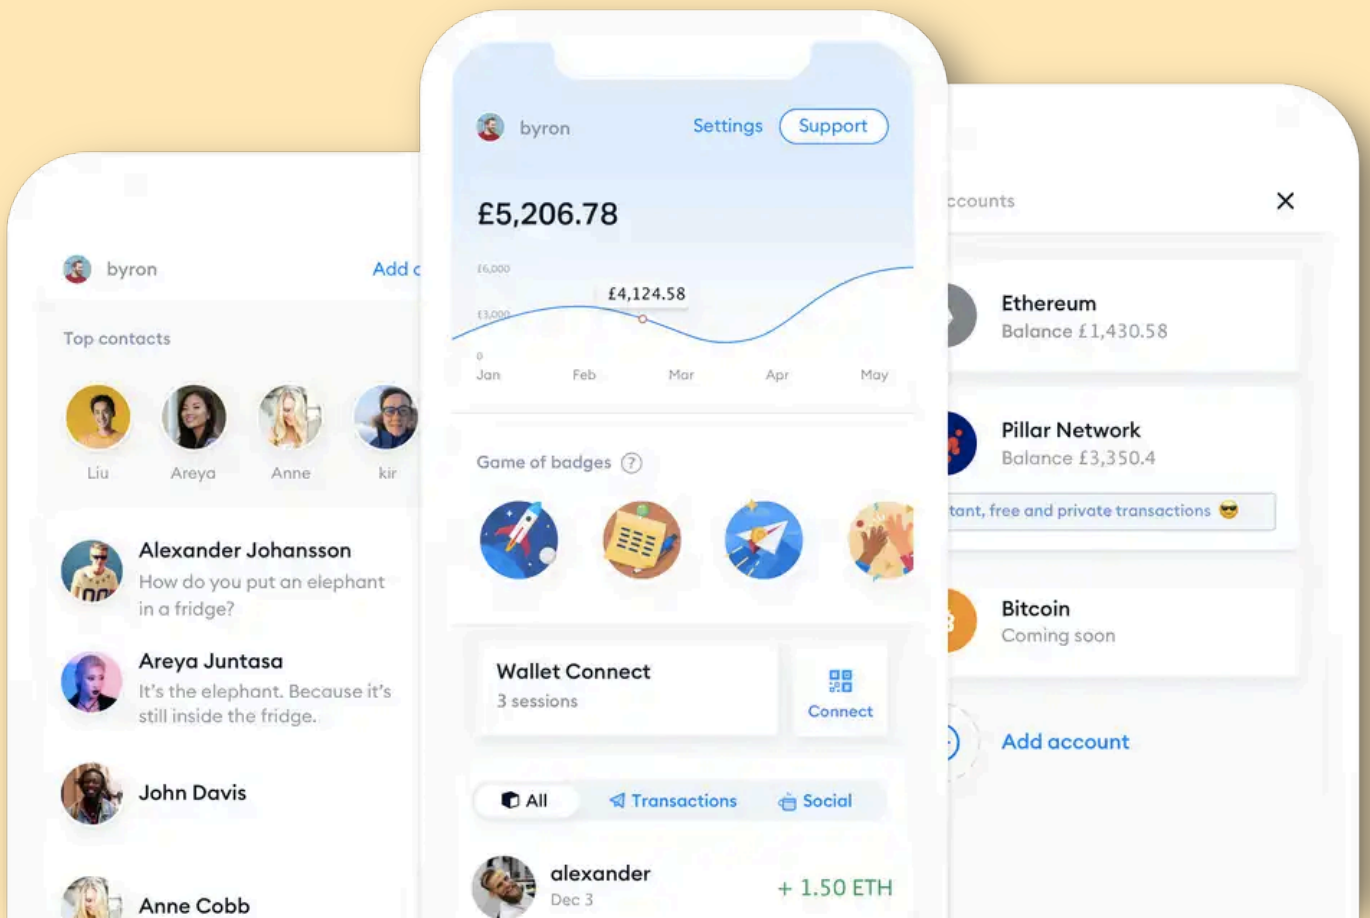 byron
Add c
Top contacts
Liu
Areya
Anne
kir
Alexander Johansson
How do you put an elephant
in a fridge?
Areya Juntasa
It's the elephant. Because it's
still inside the fridge.
John Davis
Anne Cobb
byron
Settings
Support
£5,206.78
£6,000
£4,124.58
£3,000
0
Jan Feb Mar Apr May
Game of badges ?
Wallet Connect
3 sessions
Connect
All
Transactions
Social
alexander
Dec 3
+ 1.50 ETH
ccounts
Ethereum
Balance £1,430.58
Pillar Network
Balance £3,350.4
tant, free and private transactions 😎
Bitcoin
Coming soon
Add account